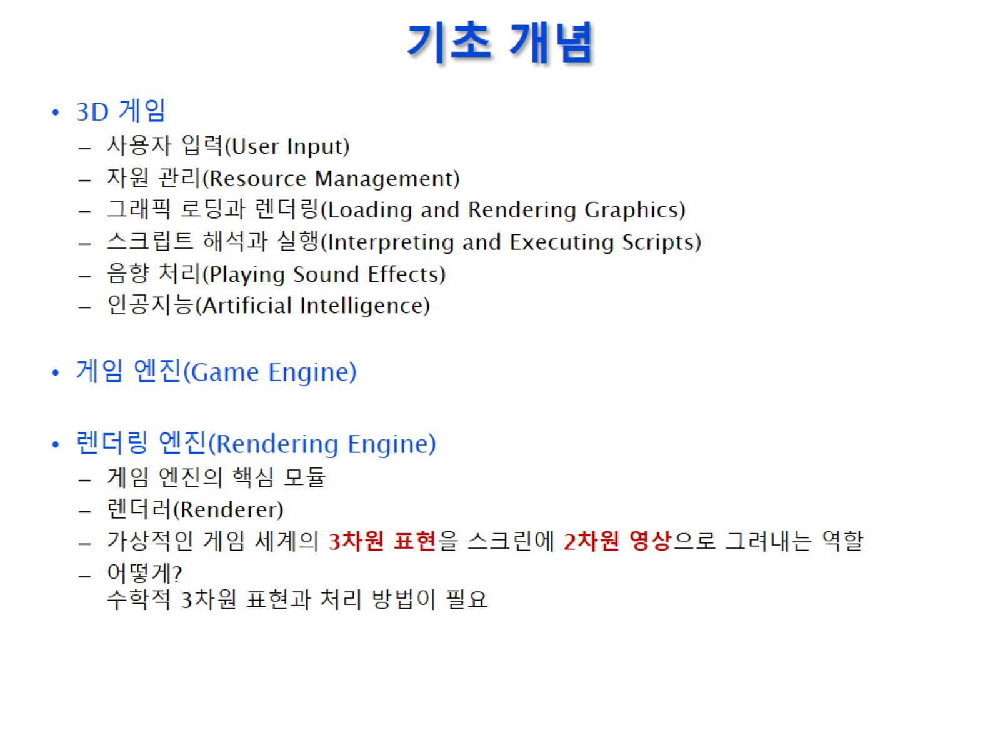 기초 개념
• 3D 게임
– 사용자 입력(User Input)
– 자원 관리(Resource Management)
– 그래픽 로딩과 렌더링(Loading and Rendering Graphics)
– 스크립트 해석과 실행(Interpreting and Executing Scripts)
– 음향 처리(Playing Sound Effects)
– 인공지능(Artificial Intelligence)
• 게임 엔진(Game Engine)
• 렌더링 엔진(Rendering Engine)
– 게임 엔진의 핵심 모듈
– 렌더러(Renderer)
– 가상적인 게임 세계의 3차원 표현을 스크린에 2차원 영상으로 그려내는 역할
– 어떻게?
수학적 3차원 표현과 처리 방법이 필요